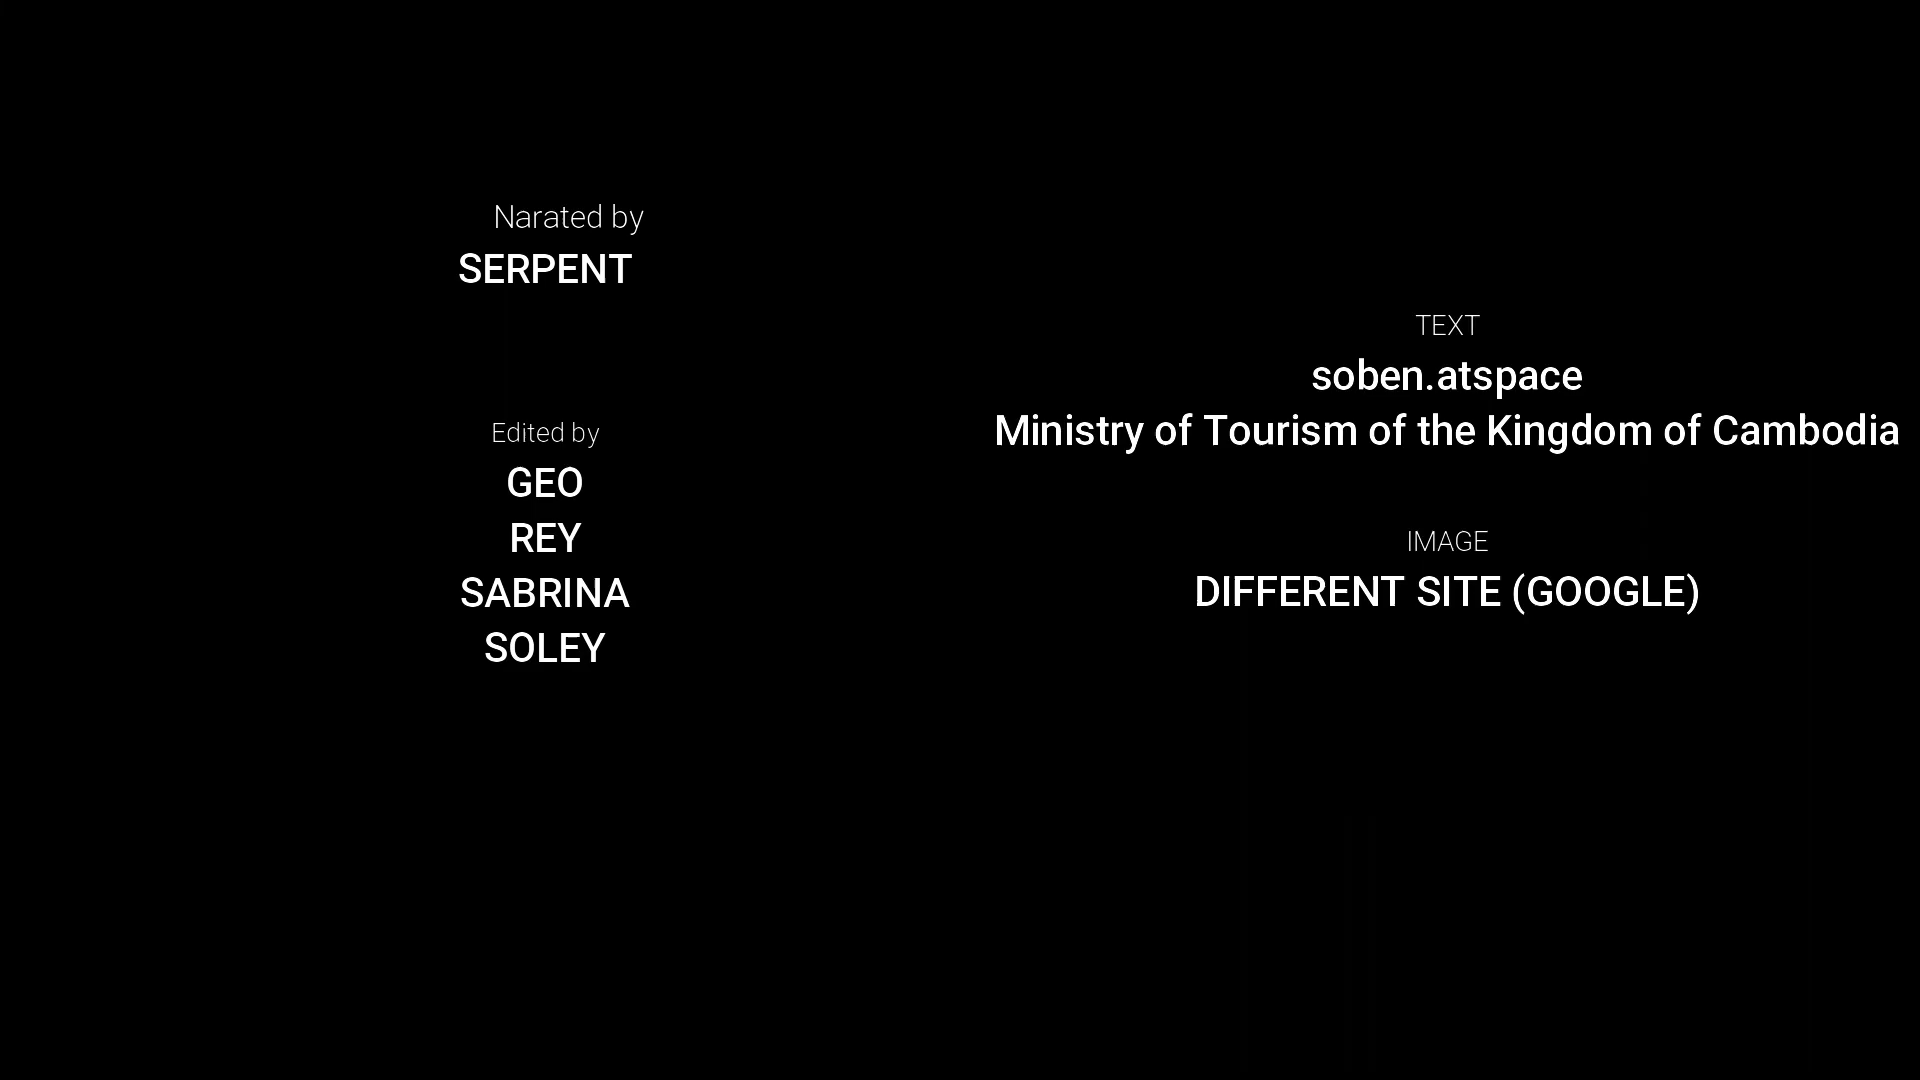 Narated by
SERPENT
Edited by
GEO
REY
SABRINA
SOLEY
TEXT
soben.atspace
Ministry of Tourism of the Kingdom of Cambodia
IMAGE
DIFFERENT SITE (GOOGLE)